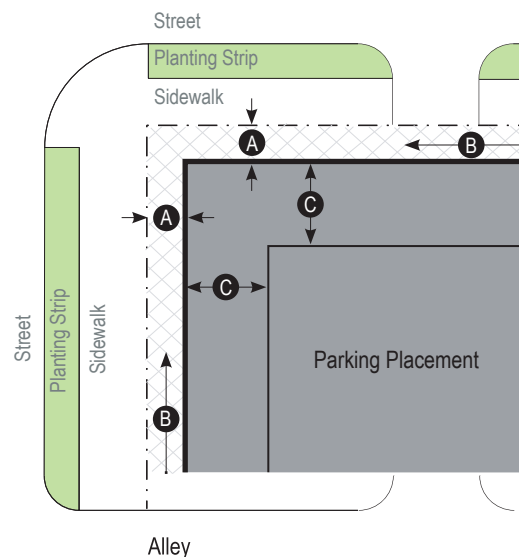 Street
Planting Strip
Sidewalk
A
B
A
C
C
Parking Placement
B
Street
Planting Strip
Sidewalk
Alley